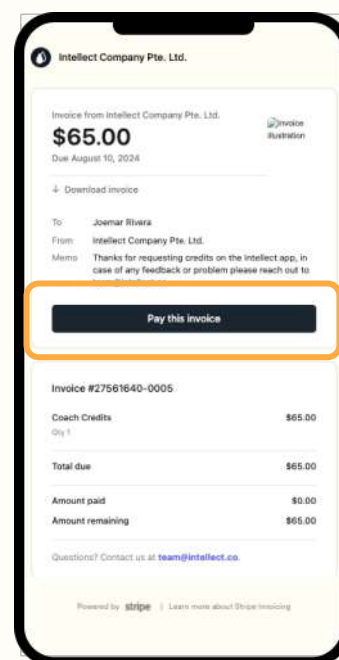 Intellect Company Pte. Ltd.
Invoice from Intellect Company Pte. Ltd.
$65.00
Due August 10, 2024
Invoice
illustration
↓ Download invoice
To Joemar Rivera
From Intellect Company Pte. Ltd.
Memo Thanks for requesting credits on the Intellect app, in
case of any feedback or problem please reach out to
Pay this invoice
Invoice #27561640-0005
Coach Credits $65.00
Qty 1
Total due $65.00
Amount paid $0.00
Amount remaining $65.00
Questions? Contact us at team@intellect.co.
Powered by stripe | Learn more about Stripe Invoicing